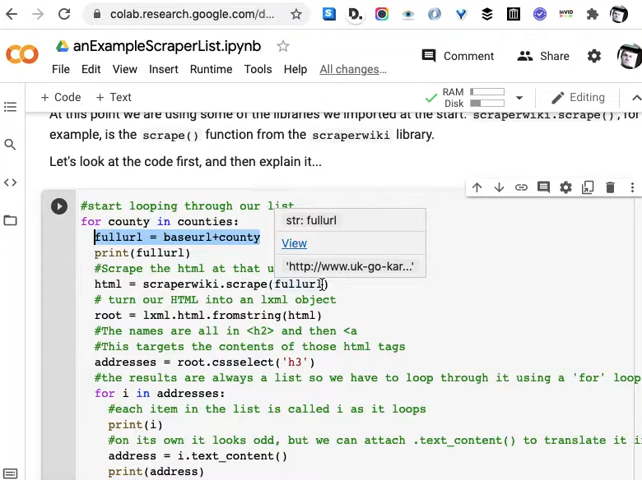 colab.research.google.com/d...
anExampleScraperList.ipynb
Comment
Share
File Edit View Insert Runtime Tools Help All changes...
+ Code + Text
RAM
Disk
Editing
At this point we are using some of the libraries we imported at the start. scraperwiki.scrape(), for
example, is the scrape() function from the scraperwiki library.
Let's look at the code first, and then explain it...
#start looping through our list
for county in counties:
fullurl = baseurl+county
print(fullurl)
#Scrape the html at that u
html = scraperwiki.scrape(fullurl)
# turn our HTML into an lxml object
root = lxml.html.fromstring(html)
#The names are all in <h2> and then <a
#This targets the contents of those html tags
addresses = root.cssselect('h3')
#the results are always a list so we have to loop through it using a 'for' loop
for i in addresses:
#each item in the list is called i as it loops
print(i)
#on its own it looks odd, but we can attach .text_content() to translate it i
address = i.text_content()
print(address)
str: fullurl
View
'http://www.uk-go-kar...'